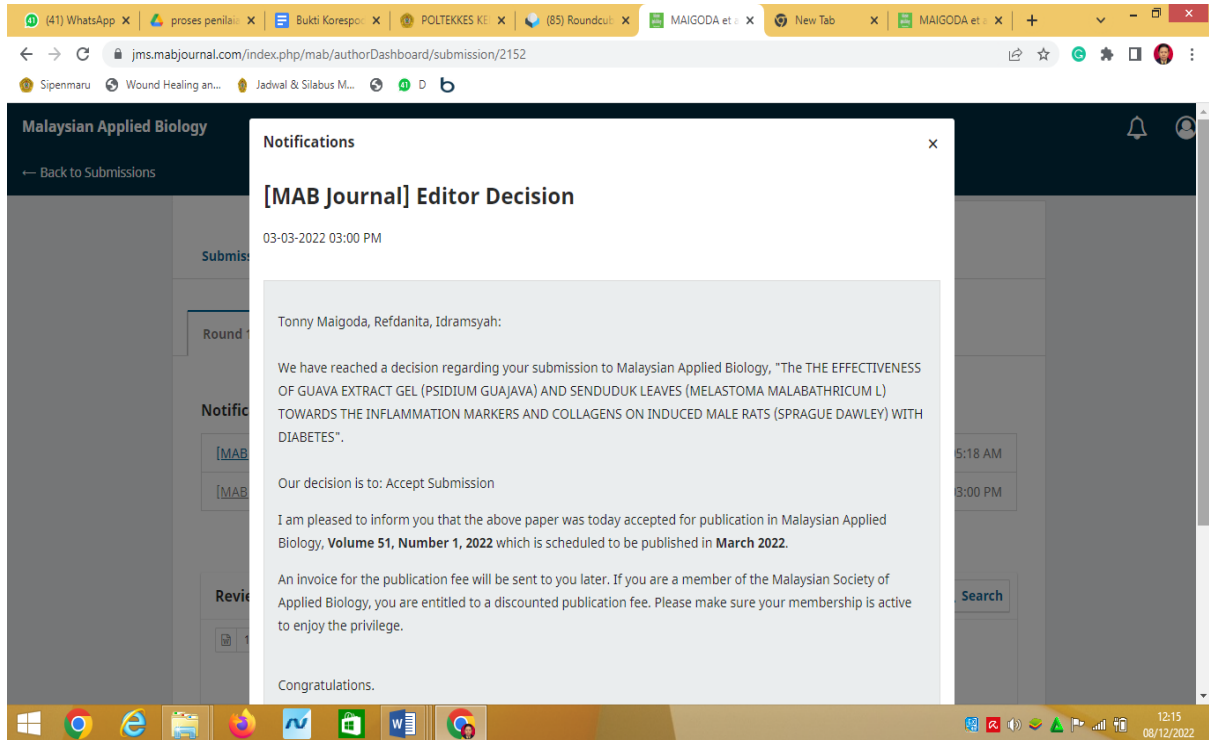 (41) WhatsApp
proses penilaia
Bukti Korespo
POLTEKKES KE
(85) Roundcub
MAIGODA et a
New Tab
MAIGODA et a
jms.mabjournal.com/index.php/mab/authorDashboard/submission/2152
Sipenmaru
Wound Healing an...
Jadwal & Silabus M...
D
Malaysian Applied Biology
← Back to Submissions
Notifications
[MAB Journal] Editor Decision
03-03-2022 03:00 PM
Submiss
Round 1
Tonny Maigoda, Refdanita, Idramsyah:
We have reached a decision regarding your submission to Malaysian Applied Biology, "The THE EFFECTIVENESS
OF GUAVA EXTRACT GEL (PSIDIUM GUAJAVA) AND SENDUDUK LEAVES (MELASTOMA MALABATHRICUM L)
TOWARDS THE INFLAMMATION MARKERS AND COLLAGENS ON INDUCED MALE RATS (SPRAGUE DAWLEY) WITH
DIABETES".
Notific
[MAB
5:18 AM
[MAB
03:00 PM
Our decision is to: Accept Submission
I am pleased to inform you that the above paper was today accepted for publication in Malaysian Applied
Biology, Volume 51, Number 1, 2022 which is scheduled to be published in March 2022.
An invoice for the publication fee will be sent to you later. If you are a member of the Malaysian Society of
Applied Biology, you are entitled to a discounted publication fee. Please make sure your membership is active
to enjoy the privilege.
Revie
Search
1
Congratulations.
12:15
08/12/2022